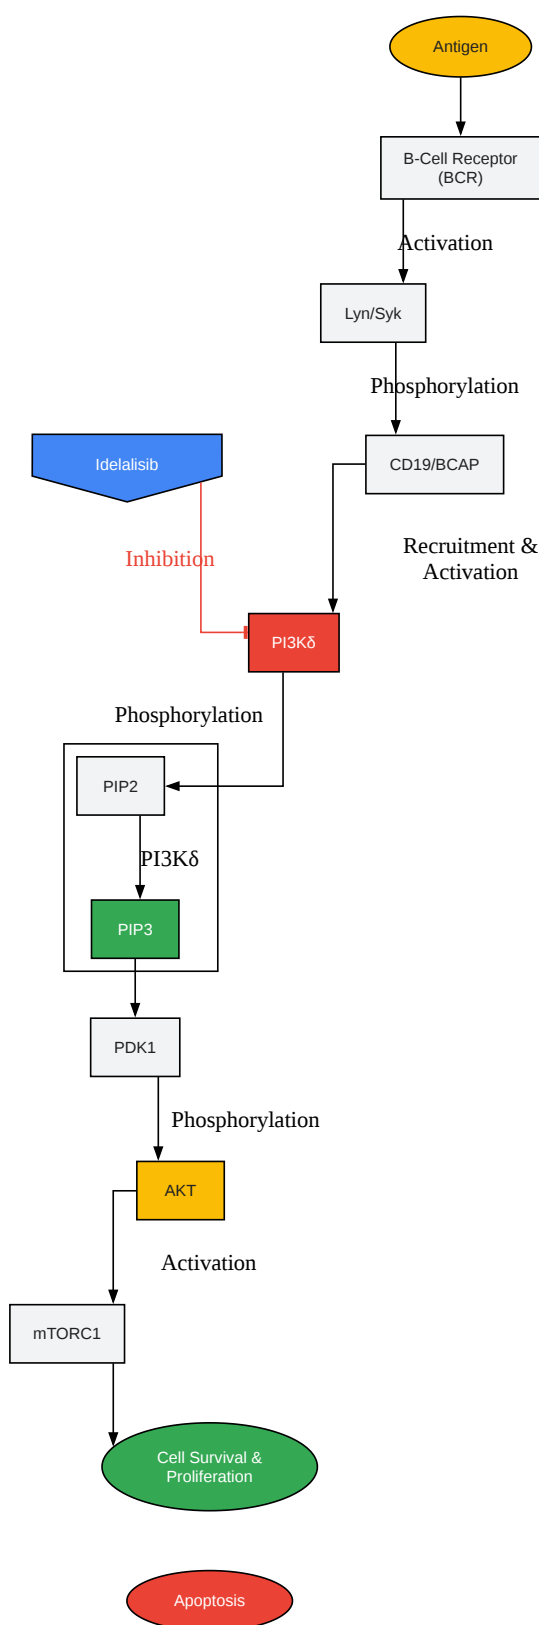 Antigen
B-Cell Receptor
(BCR)
Activation
Lyn/Syk
Phosphorylation
Idelalisib
CD19/BCAP
Inhibition
Recruitment &
Activation
PI3Kδ
Phosphorylation
PIP2
PI3Kδ
PIP3
PDK1
Phosphorylation
AKT
Activation
mTORC1
Cell Survival &
Proliferation
Apoptosis